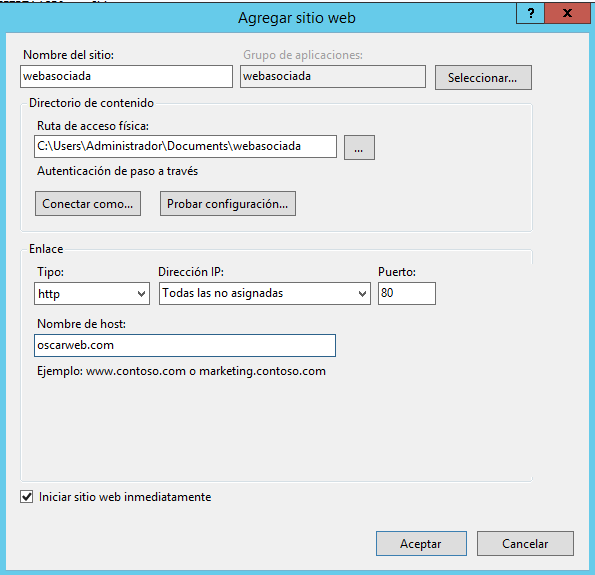 Agregar sitio web
?
x
Nombre del sitio:
Grupo de aplicaciones:
webasociada
webasociada
Seleccionar...
Directorio de contenido
Ruta de acceso física:
C:\Users\Administrador\Documents\webasociada
...
Autenticación de paso a través
Conectar como...
Probar configuración...
Enlace
Tipo:
Dirección IP:
Puerto:
http
Todas las no asignadas
80
Nombre de host:
oscarweb.com
Ejemplo: www.contoso.com o marketing.contoso.com
Iniciar sitio web inmediatamente
Aceptar
Cancelar